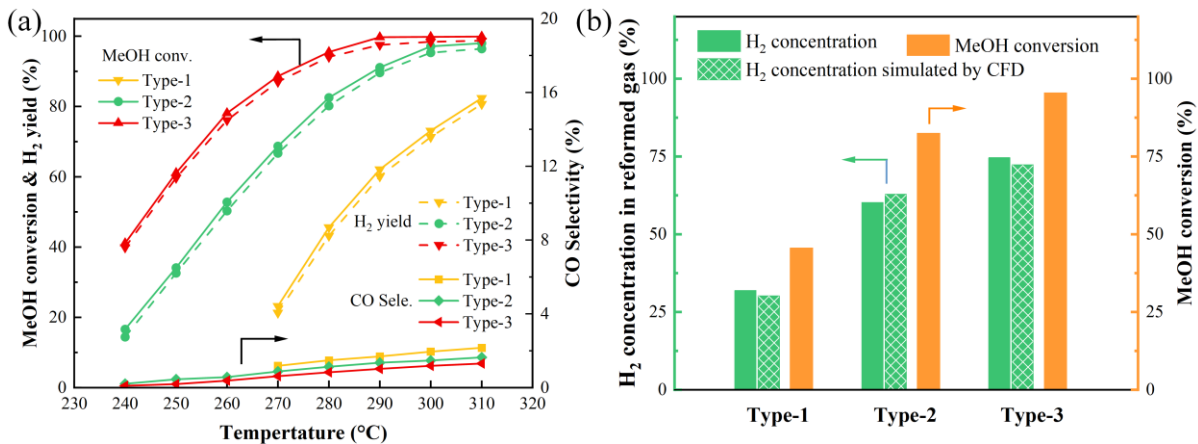 (a)
MeOH conversion & H2 yield (%)
100
80
60
40
20
0
MeOH conv.
Type-1
Type-2
Type-3
Type-1
H2 yield
Type-2
Type-3
Type-1
CO Sele.
Type-2
Type-3
20
16
12
8
4
0
CO Selectivity (%)
230 240 250 260 270 280 290 300 310 320
Tempertature (°C)
(b)
H2 concentration in reformed gas (%)
100
75
50
25
0
H2 concentration
MeOH conversion
H2 concentration simulated by CFD
100
75
50
25
0
MeOH conversion (%)
Type-1 Type-2 Type-3